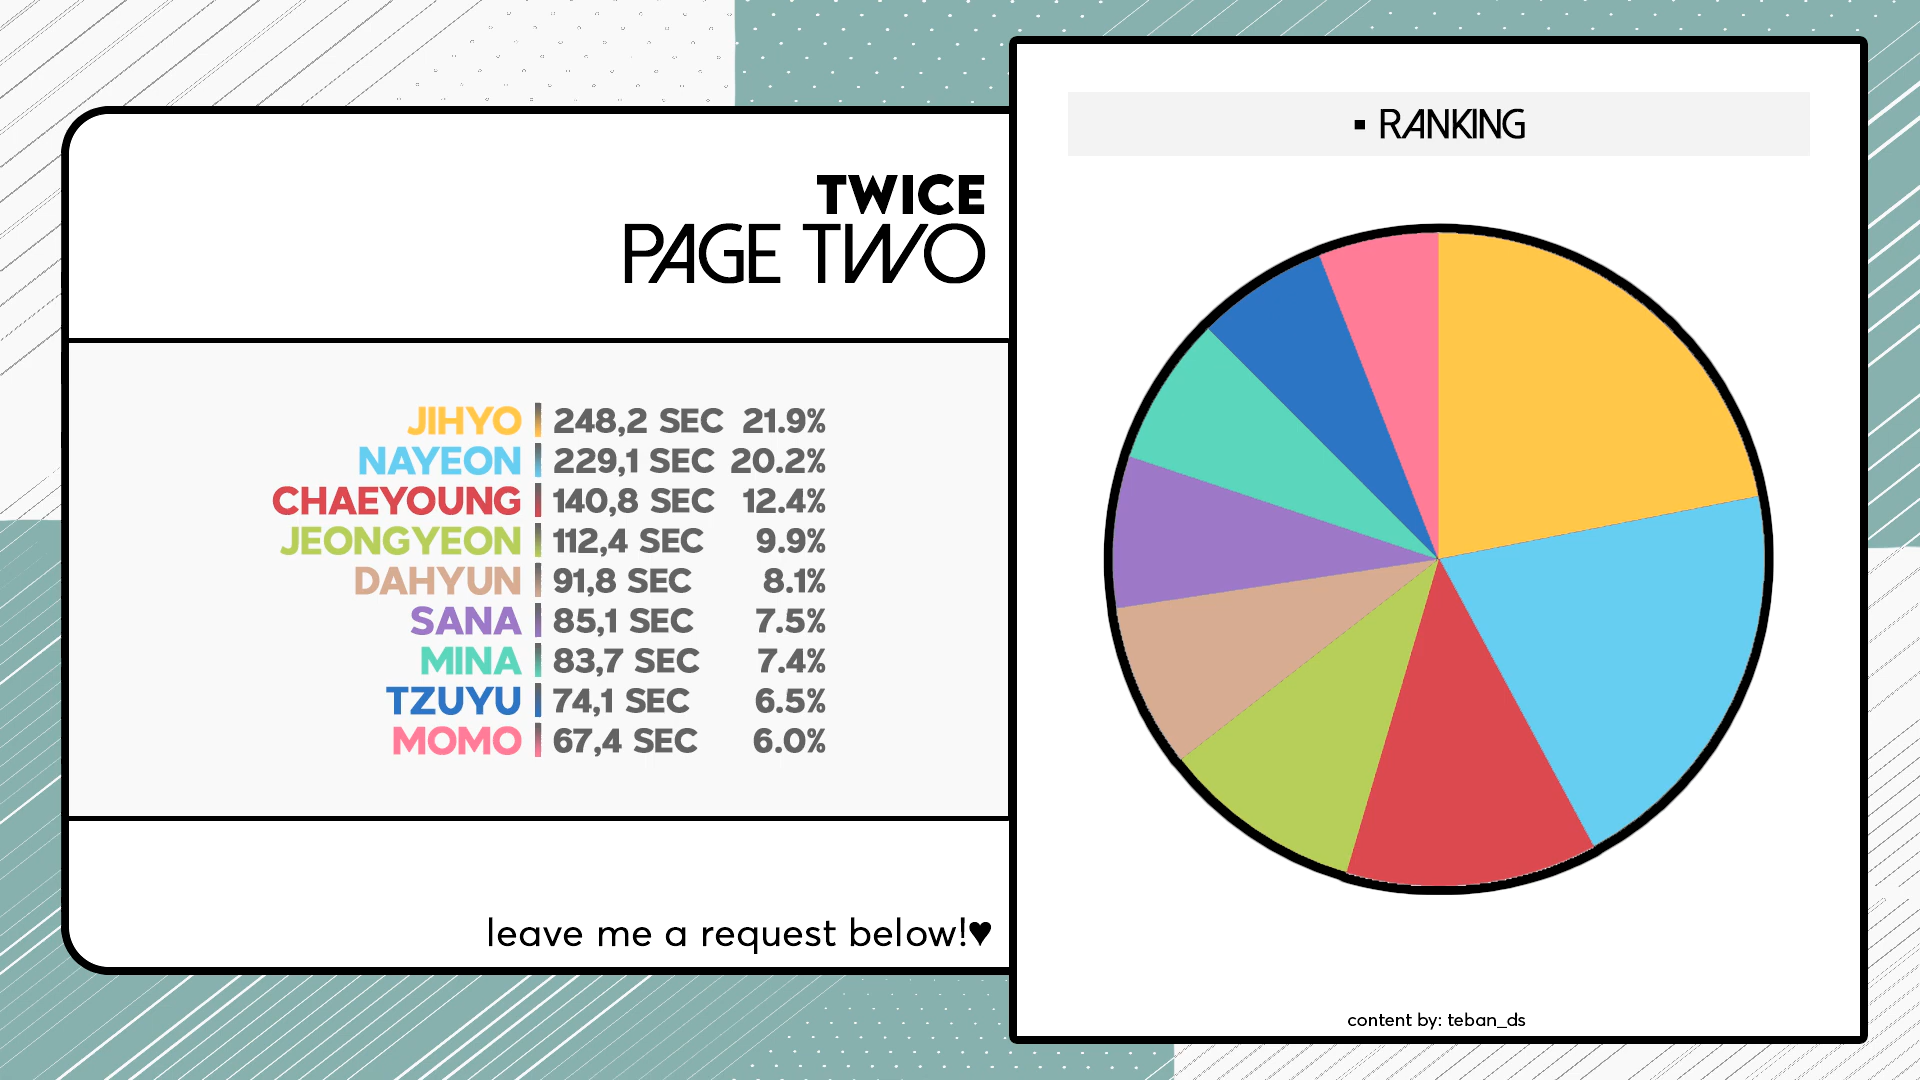 TWICE
PAGE TWO
JIHYO 248,2 SEC 21.9%
NAYEON 229,1 SEC 20.2%
CHAEYOUNG 140,8 SEC 12.4%
JEONGYEON 112,4 SEC 9.9%
DAHYUN 91,8 SEC 8.1%
SANA 85,1 SEC 7.5%
MINA 83,7 SEC 7.4%
TZUYU 74,1 SEC 6.5%
MOMO 67,4 SEC 6.0%
leave me a request below!♥
▪ RANKING
content by: teban_ds